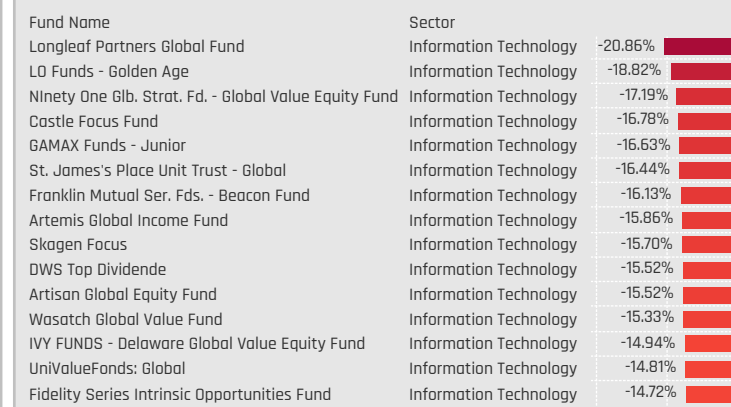 Fund Name Sector
Longleaf Partners Global Fund Information Technology -20.86%
LO Funds - Golden Age Information Technology -18.82%
NInety One Glb. Strat. Fd. - Global Value Equity Fund Information Technology -17.19%
Castle Focus Fund Information Technology -16.78%
GAMAX Funds - Junior Information Technology -16.63%
St. James's Place Unit Trust - Global Information Technology -16.44%
Franklin Mutual Ser. Fds. - Beacon Fund Information Technology -16.13%
Artemis Global Income Fund Information Technology -15.86%
Skagen Focus Information Technology -15.70%
DWS Top Dividende Information Technology -15.52%
Artisan Global Equity Fund Information Technology -15.52%
Wasatch Global Value Fund Information Technology -15.33%
IVY FUNDS - Delaware Global Value Equity Fund Information Technology -14.94%
UniValueFonds: Global Information Technology -14.81%
Fidelity Series Intrinsic Opportunities Fund Information Technology -14.72%